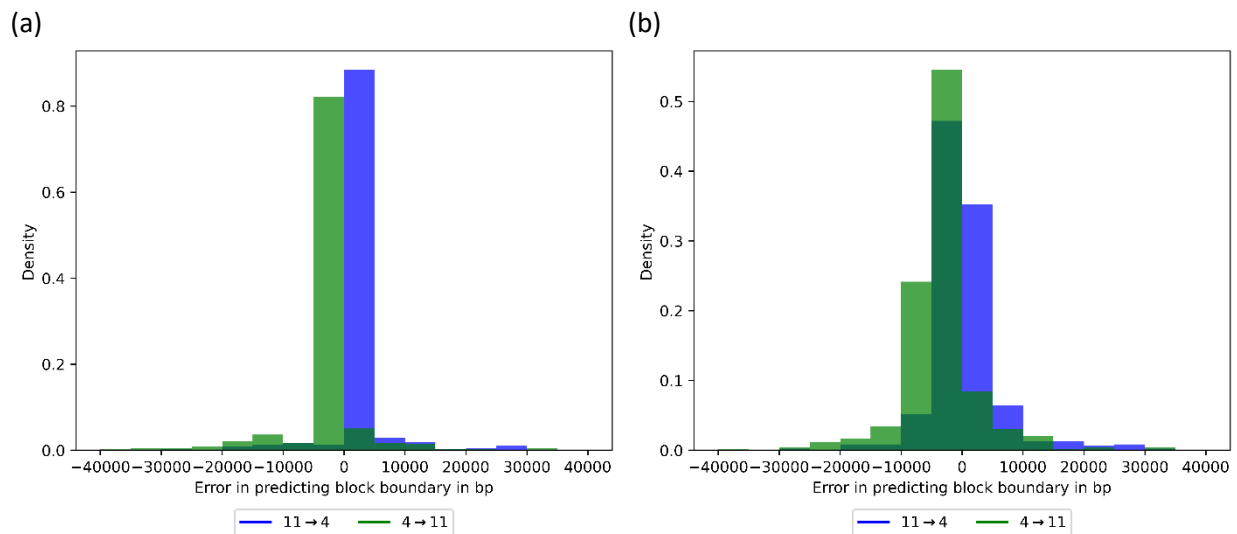 (a)
(b)
0.8
0.6
0.4
0.2
0.0
Density
−40000 −30000 −20000 −10000 0 10000 20000 30000 40000
Error in predicting block boundary in bp
11 → 4 4 → 11
0.5
0.4
0.3
0.2
0.1
0.0
Density
−40000 −30000 −20000 −10000 0 10000 20000 30000 40000
Error in predicting block boundary in bp
11 → 4 4 → 11